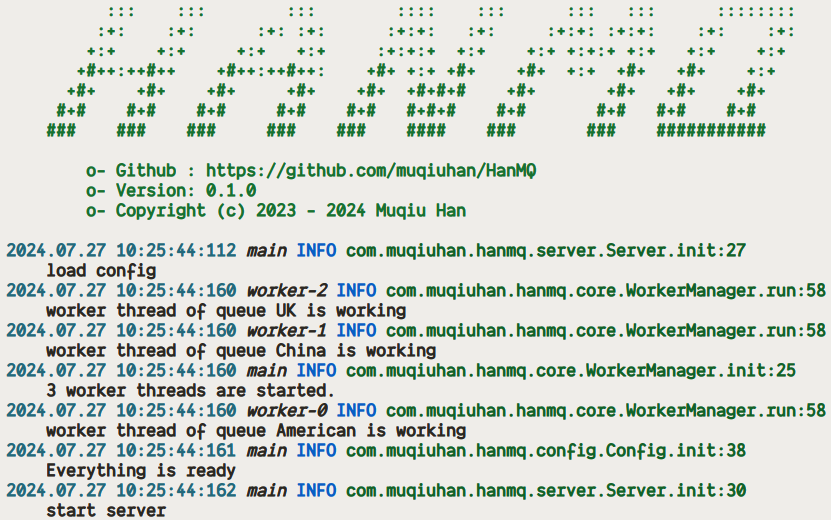 :::    :::        :::        ::::    :::      :::   :::      ::::::::
     :+:    :+:      :+: :+:      :+:+:   :+:     :+:+: :+:+:    :+:    :+:
    +:+    +:+     +:+   +:+     :+:+:+  +:+    +:+ +:+:+ +:+   +:+    +:+
   +#++:++#++    +#++:++#++:    +#+ +:+ +#+    +#+  +:+  +#+   +#+    +:+
  +#+    +#+    +#+     +#+    +#+  +#+#+#    +#+       +#+   +#+    +#+
 #+#    #+#    #+#     #+#    #+#   #+#+#    #+#       #+#   #+#    #+#
###    ###    ###     ###    ###    ####    ###       ###    ###########
o- Github : https://github.com/muqiuhan/HanMQ
o- Version: 0.1.0
o- Copyright (c) 2023 - 2024 Muqiu Han
2024.07.27 10:25:44:112 main INFO com.muqiuhan.hanmq.server.Server.init:27
load config
2024.07.27 10:25:44:160 worker-2 INFO com.muqiuhan.hanmq.core.WorkerManager.run:58
worker thread of queue UK is working
2024.07.27 10:25:44:160 worker-1 INFO com.muqiuhan.hanmq.core.WorkerManager.run:58
worker thread of queue China is working
2024.07.27 10:25:44:160 main INFO com.muqiuhan.hanmq.core.WorkerManager.init:25
3 worker threads are started.
2024.07.27 10:25:44:160 worker-0 INFO com.muqiuhan.hanmq.core.WorkerManager.run:58
worker thread of queue American is working
2024.07.27 10:25:44:161 main INFO com.muqiuhan.hanmq.config.Config.init:38
Everything is ready
2024.07.27 10:25:44:162 main INFO com.muqiuhan.hanmq.server.Server.init:30
start server